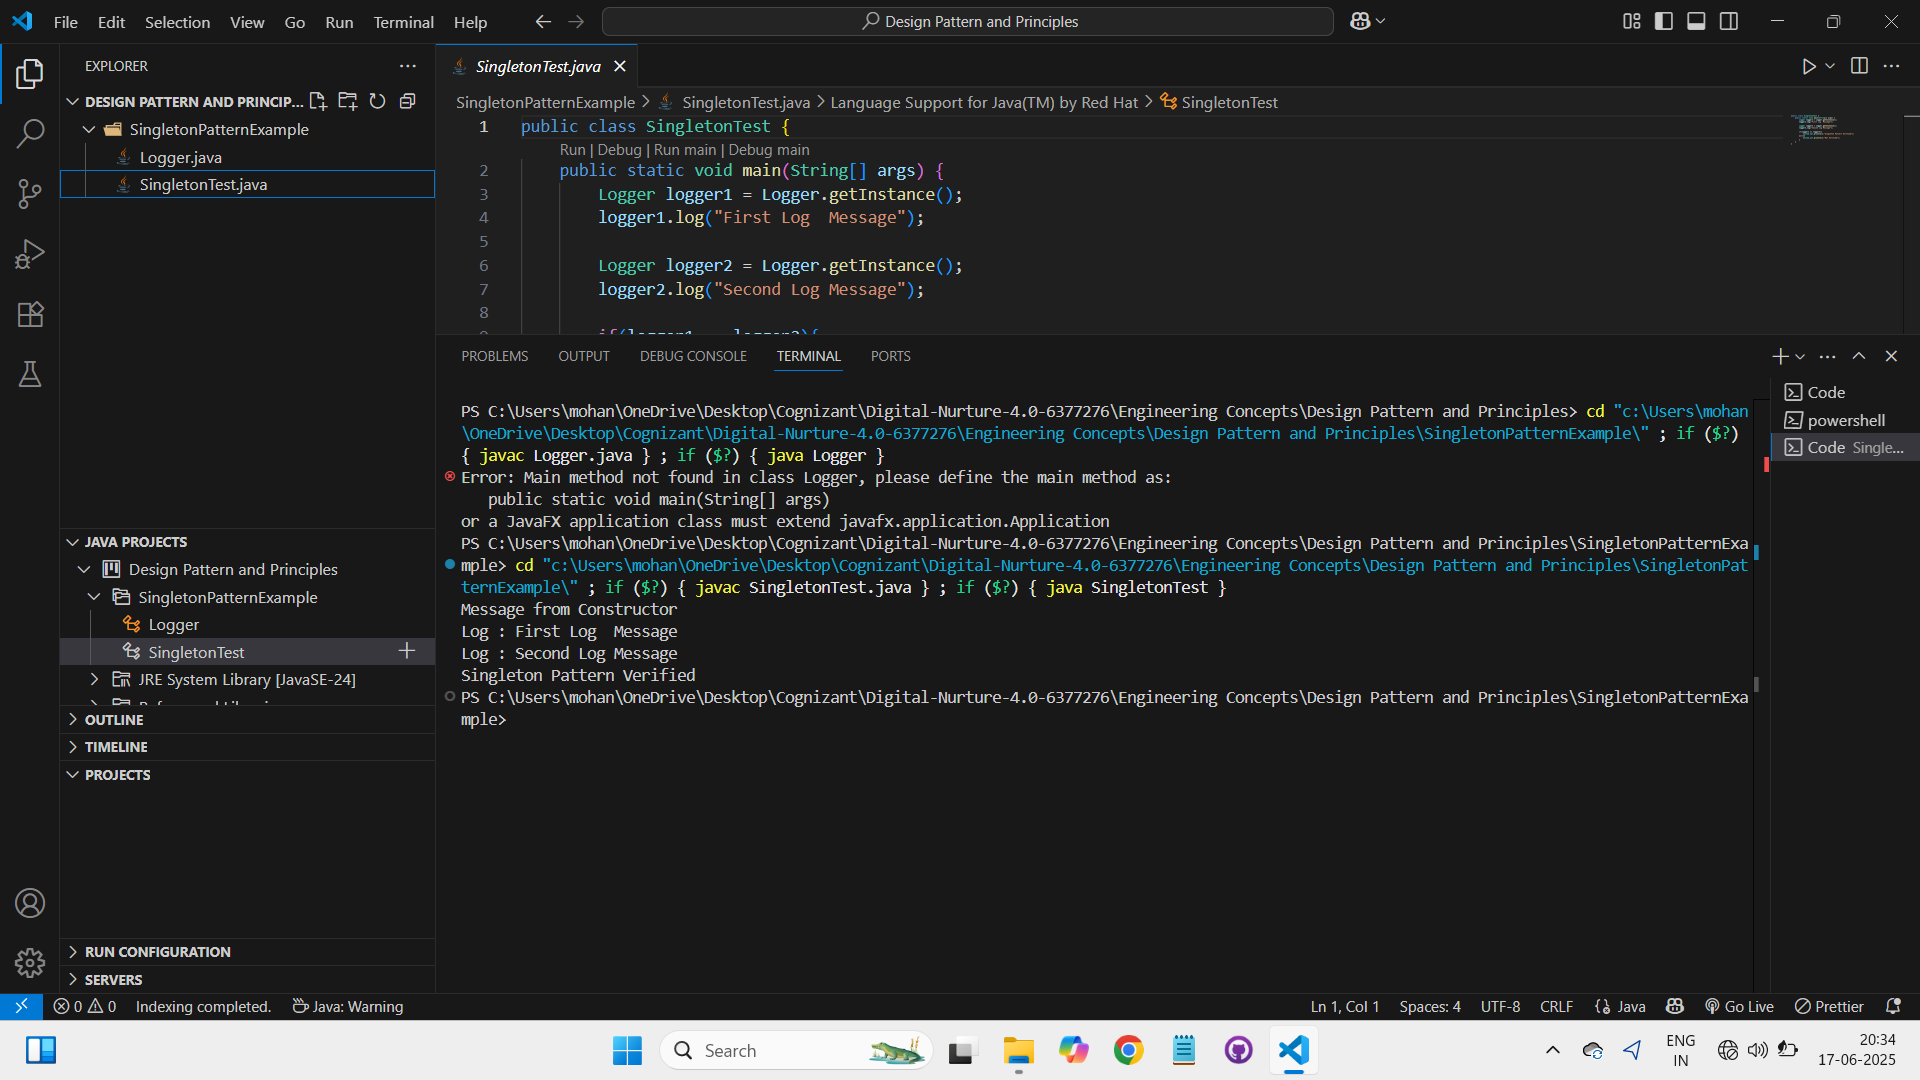 File Edit Selection View Go Run Terminal Help
Design Pattern and Principles
EXPLORER
DESIGN PATTERN AND PRINCIP...
SingletonPatternExample
Logger.java
SingletonTest.java
JAVA PROJECTS
Design Pattern and Principles
SingletonPatternExample
Logger
SingletonTest
JRE System Library [JavaSE-24]
OUTLINE
TIMELINE
PROJECTS
RUN CONFIGURATION
SERVERS
SingletonTest.java
SingletonPatternExample > SingletonTest.java > Language Support for Java(TM) by Red Hat > SingletonTest
1 public class SingletonTest {
Run | Debug | Run main | Debug main
2 public static void main(String[] args) {
3 Logger logger1 = Logger.getInstance();
4 logger1.log("First Log  Message");
5
6 Logger logger2 = Logger.getInstance();
7 logger2.log("Second Log Message");
8
PROBLEMS OUTPUT DEBUG CONSOLE TERMINAL PORTS
Code
powershell
Code Single...
PS C:\Users\mohan\OneDrive\Desktop\Cognizant\Digital-Nurture-4.0-6377276\Engineering Concepts\Design Pattern and Principles> cd "c:\Users\mohan
\OneDrive\Desktop\Cognizant\Digital-Nurture-4.0-6377276\Engineering Concepts\Design Pattern and Principles\SingletonPatternExample\" ; if ($?)
{ javac Logger.java } ; if ($?) { java Logger }
Error: Main method not found in class Logger, please define the main method as:
public static void main(String[] args)
or a JavaFX application class must extend javafx.application.Application
PS C:\Users\mohan\OneDrive\Desktop\Cognizant\Digital-Nurture-4.0-6377276\Engineering Concepts\Design Pattern and Principles\SingletonPatternExa
mple> cd "c:\Users\mohan\OneDrive\Desktop\Cognizant\Digital-Nurture-4.0-6377276\Engineering Concepts\Design Pattern and Principles\SingletonPat
ternExample\" ; if ($?) { javac SingletonTest.java } ; if ($?) { java SingletonTest }
Message from Constructor
Log : First Log  Message
Log : Second Log Message
Singleton Pattern Verified
PS C:\Users\mohan\OneDrive\Desktop\Cognizant\Digital-Nurture-4.0-6377276\Engineering Concepts\Design Pattern and Principles\SingletonPatternExa
mple>
0 0 Indexing completed. Java: Warning
Ln 1, Col 1 Spaces: 4 UTF-8 CRLF {} Java Go Live Prettier
Search
ENG
IN
20:34
17-06-2025